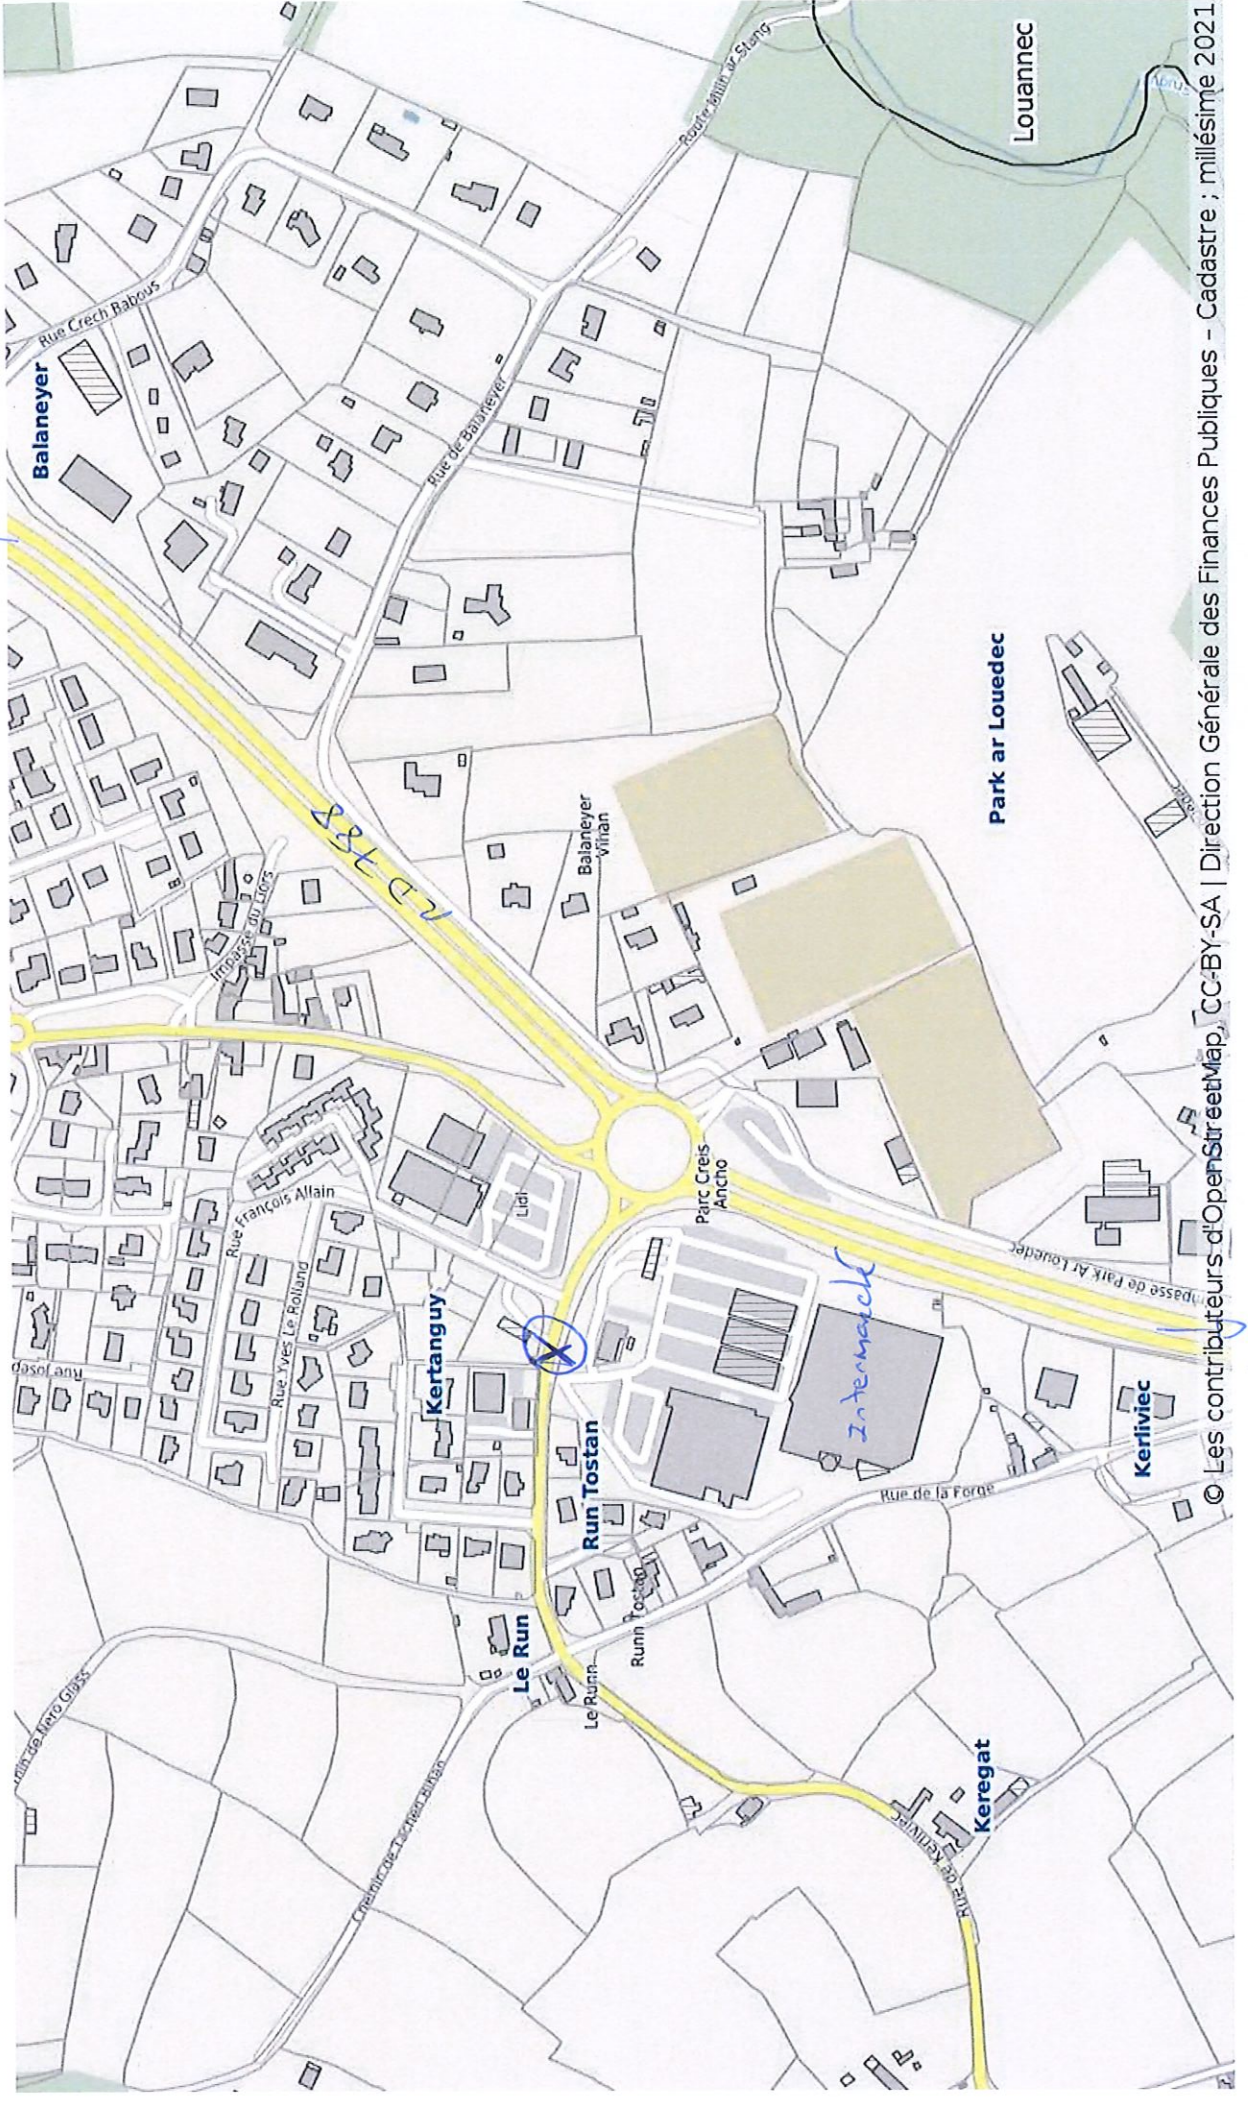 Louannec
Route Milin ar Stang
Rue Crech Babous
Balaneyer
Rue de Balaneyer
Park ar Louedec
RD 788
Balaneyer
Vihan
Impasse du Liors
Rue François Allain
Lidl
Parc Creis
Ancho
Impasse de Park Ar Louedec
Intermarché
Rue Yves Le Rolland
Kertanguy
X
Run Tostan
Kerliviec
Rue de la Forge
Runn Tostan
Le Run
Le Runn
Chemin de Tachen Bihan
Keregat
Rue de Kerliviec
© Les contributeurs d'OpenStreetMap, CC-BY-SA | Direction Générale des Finances Publiques - Cadastre ; millésime 2021